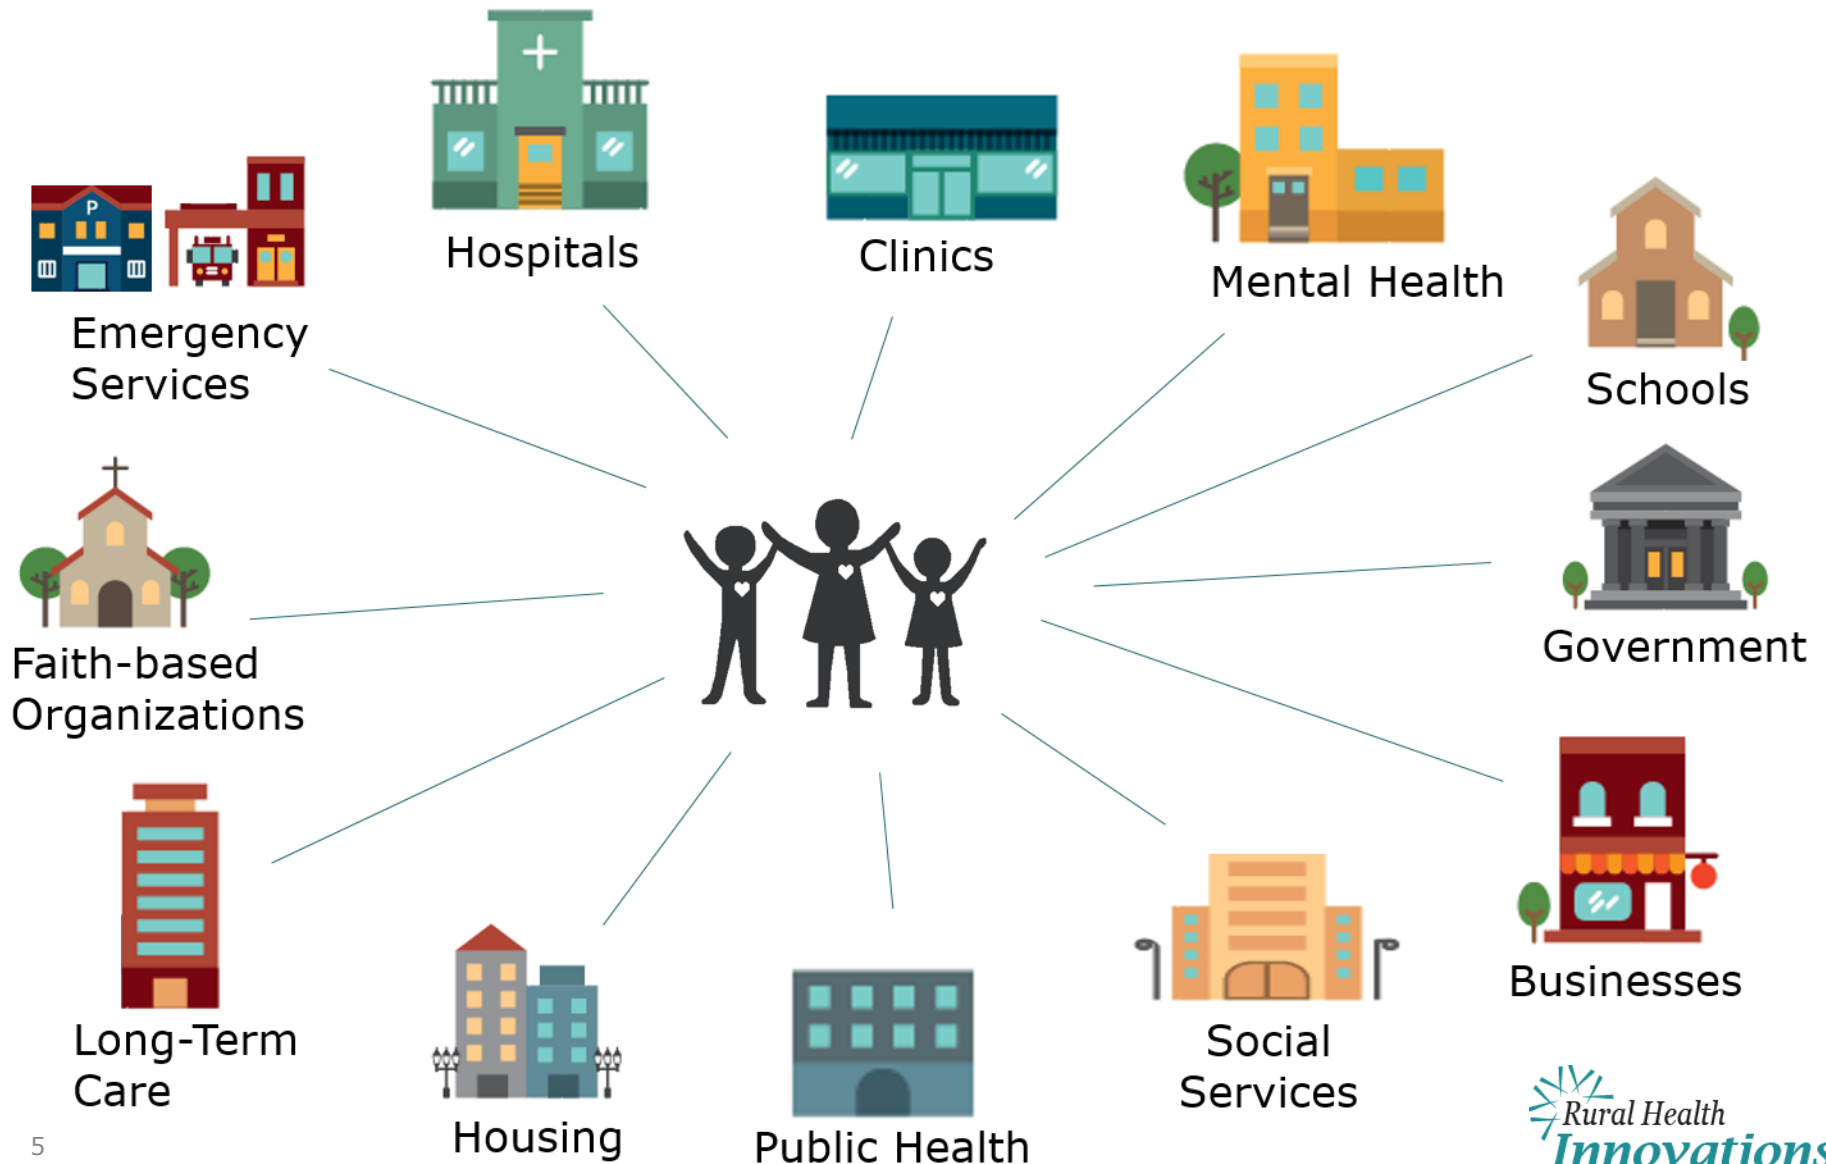 Hospitals
Clinics
Mental Health
P
Emergency
Services
Schools
Faith-based
Organizations
Government
Long-Term
Care
Housing
Public Health
Social
Services
Businesses
5
Rural Health
Innovations